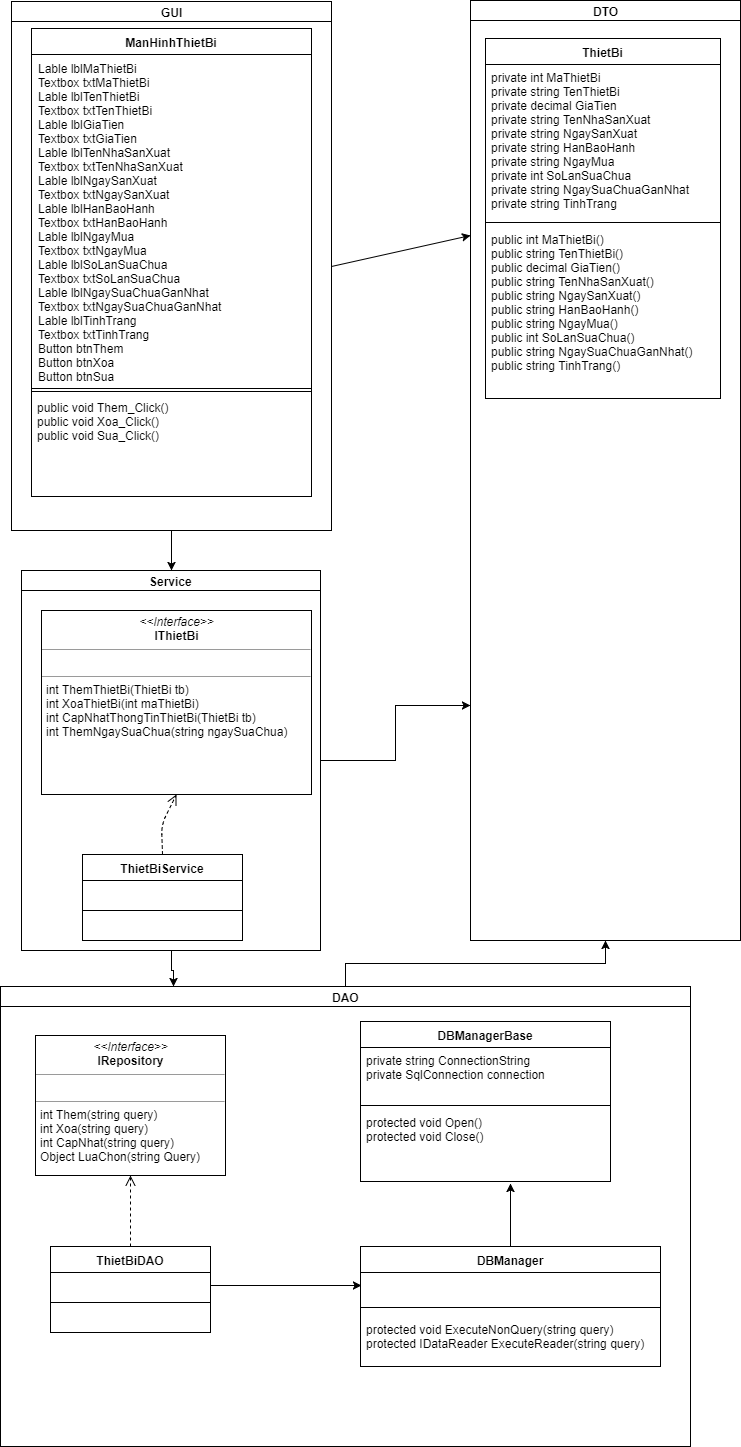 GUI
ManHinhThietBi
Lable lblMaThietBi
Textbox txtMaThietBi
Lable lblTenThietBi
Textbox txtTenThietBi
Lable lblGiaTien
Textbox txtGiaTien
Lable lblTenNhaSanXuat
Textbox txtTenNhaSanXuat
Lable lblNgaySanXuat
Textbox txtNgaySanXuat
Lable lblHanBaoHanh
Textbox txtHanBaoHanh
Lable lblNgayMua
Textbox txtNgayMua
Lable lblSoLanSuaChua
Textbox txtSoLanSuaChua
Lable lblNgaySuaChuaGanNhat
Textbox txtNgaySuaChuaGanNhat
Lable lblTinhTrang
Textbox txtTinhTrang
Button btnThem
Button btnXoa
Button btnSua
public void Them_Click()
public void Xoa_Click()
public void Sua_Click()
DTO
ThietBi
private int MaThietBi
private string TenThietBi
private decimal GiaTien
private string TenNhaSanXuat
private string NgaySanXuat
private string HanBaoHanh
private string NgayMua
private int SoLanSuaChua
private string NgaySuaChuaGanNhat
private string TinhTrang
public int MaThietBi()
public string TenThietBi()
public decimal GiaTien()
public string TenNhaSanXuat()
public string NgaySanXuat()
public string HanBaoHanh()
public string NgayMua()
public int SoLanSuaChua()
public string NgaySuaChuaGanNhat()
public string TinhTrang()
Service
<<Interface>>
IThietBi
int ThemThietBi(ThietBi tb)
int XoaThietBi(int maThietBi)
int CapNhatThongTinThietBi(ThietBi tb)
int ThemNgaySuaChua(string ngaySuaChua)
ThietBiService
DAO
<<Interface>>
IRepository
int Them(string query)
int Xoa(string query)
int CapNhat(string query)
Object LuaChon(string Query)
DBManagerBase
private string ConnectionString
private SqlConnection connection
protected void Open()
protected void Close()
ThietBiDAO
DBManager
protected void ExecuteNonQuery(string query)
protected IDataReader ExecuteReader(string query)